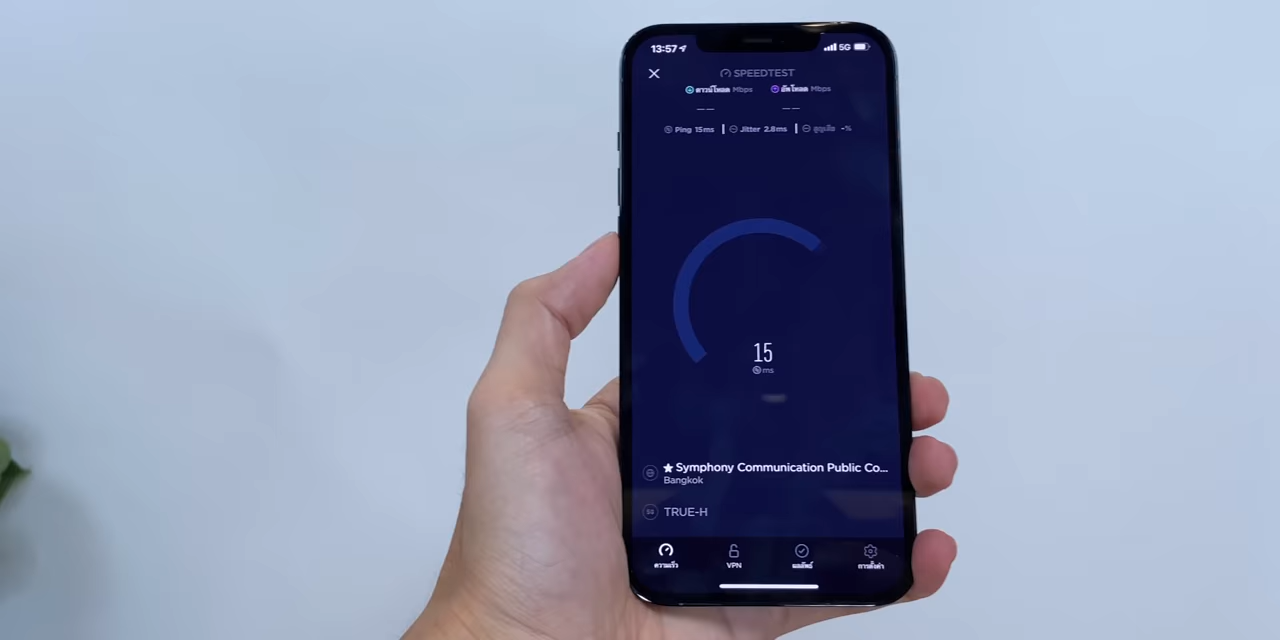 13:57 5G
SPEEDTEST
ดาวน์โหลด Mbps อัพโหลด Mbps
— — — —
Ping 15ms Jitter 2.8ms สูญเสีย -%
15
ms
Symphony Communication Public Co...
Bangkok
TRUE-H
ความเร็ว VPN ผลลัพธ์ การตั้งค่า